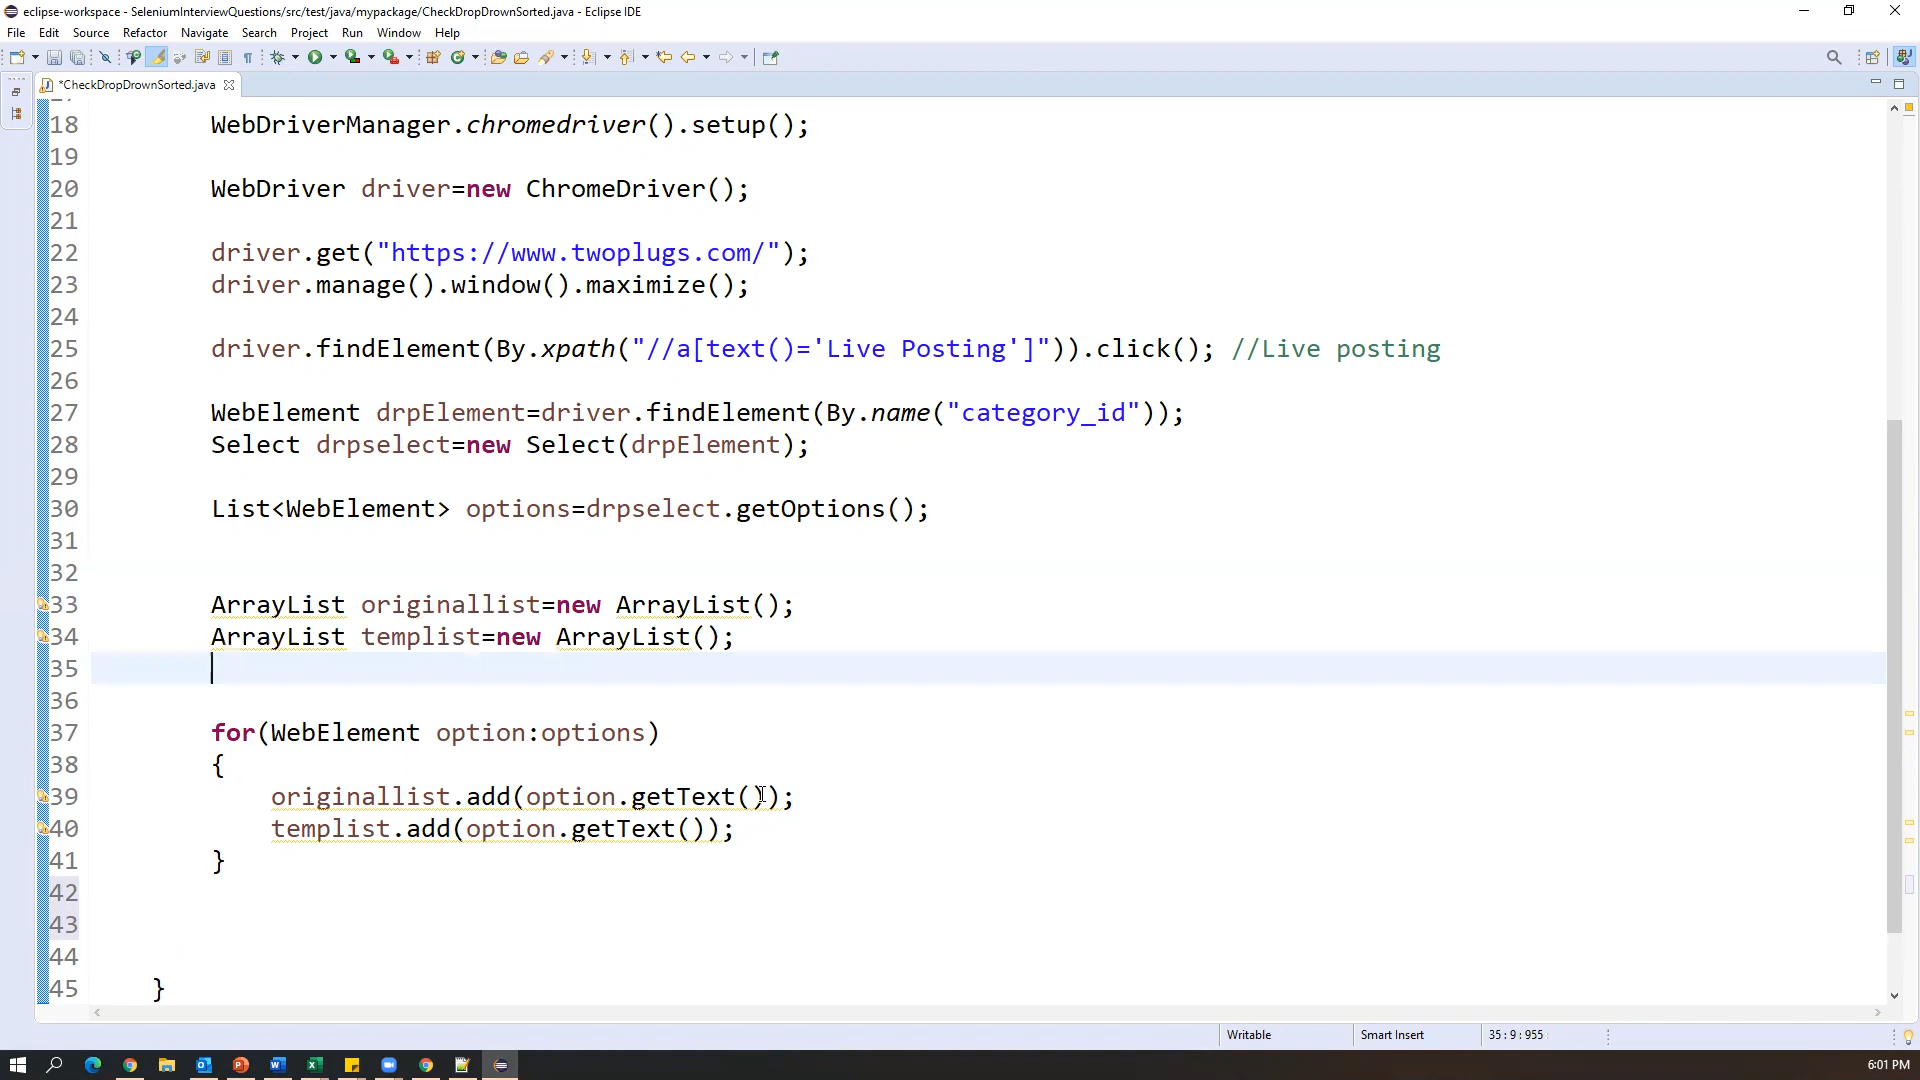 eclipse-workspace - SeleniumInterviewQuestions/src/test/java/mypackage/CheckDropDrownSorted.java - Eclipse IDE
File Edit Source Refactor Navigate Search Project Run Window Help
*CheckDropDrownSorted.java
18 WebDriverManager.chromedriver().setup();
19
20 WebDriver driver=new ChromeDriver();
21
22 driver.get("https://www.twoplugs.com/");
23 driver.manage().window().maximize();
24
25 driver.findElement(By.xpath("//a[text()='Live Posting']")).click(); //Live posting
26
27 WebElement drpElement=driver.findElement(By.name("category_id"));
28 Select drpselect=new Select(drpElement);
29
30 List<WebElement> options=drpselect.getOptions();
31
32
33 ArrayList originallist=new ArrayList();
34 ArrayList templist=new ArrayList();
35
36
37 for(WebElement option:options)
38 {
39 originallist.add(option.getText());
40 templist.add(option.getText());
41 }
42
43
44
45 }
Writable Smart Insert 35 : 9 : 955
6:01 PM